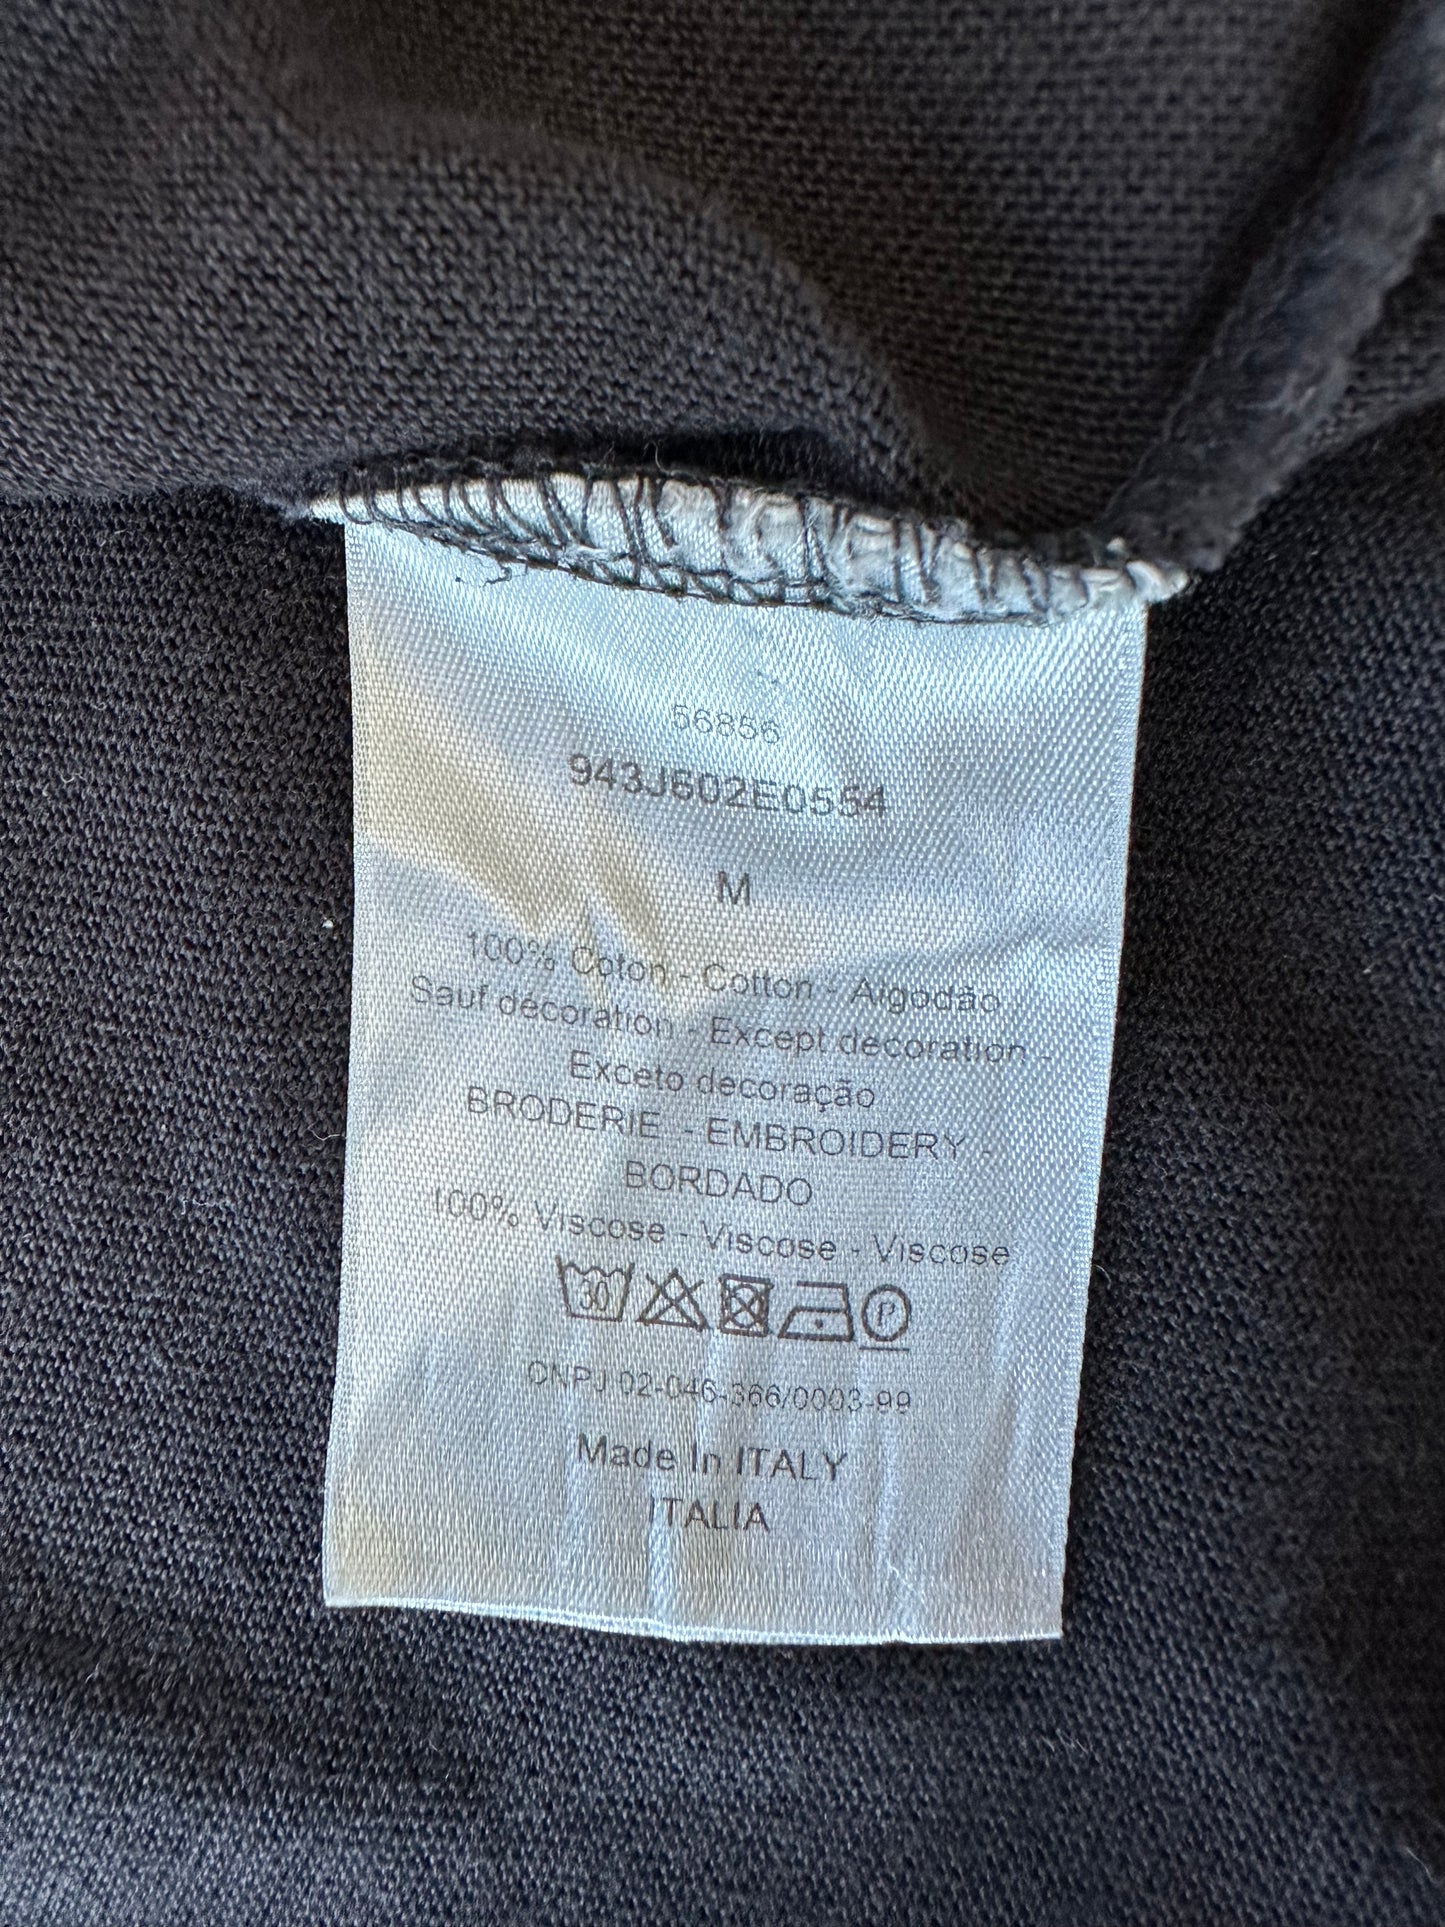 56856
943J502E0554
M
100% Coton - Cotton - Algodão
Sauf decoration - Except decoration -
Exceto decoração
BRODERIE - EMBROIDERY -
BORDADO
100% Viscose - Viscose - Viscose
30 P
CNPJ 02-046-366/0003-99
Made In ITALY
ITALIA